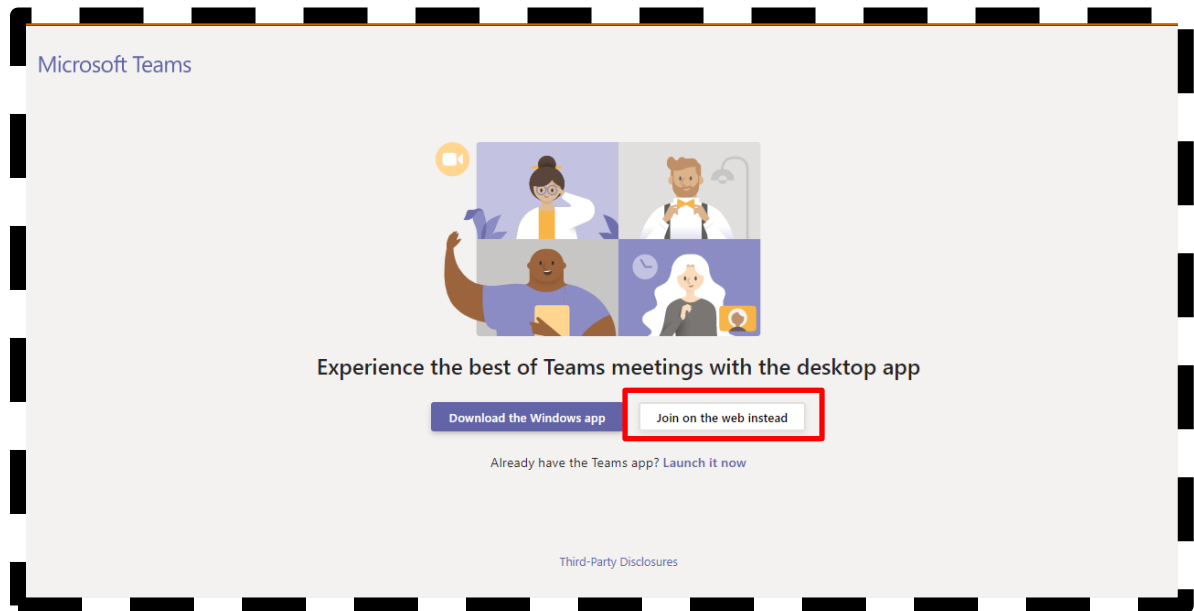 Microsoft Teams
Experience the best of Teams meetings with the desktop app
Download the Windows app
Join on the web instead
Already have the Teams app? Launch it now
Third-Party Disclosures